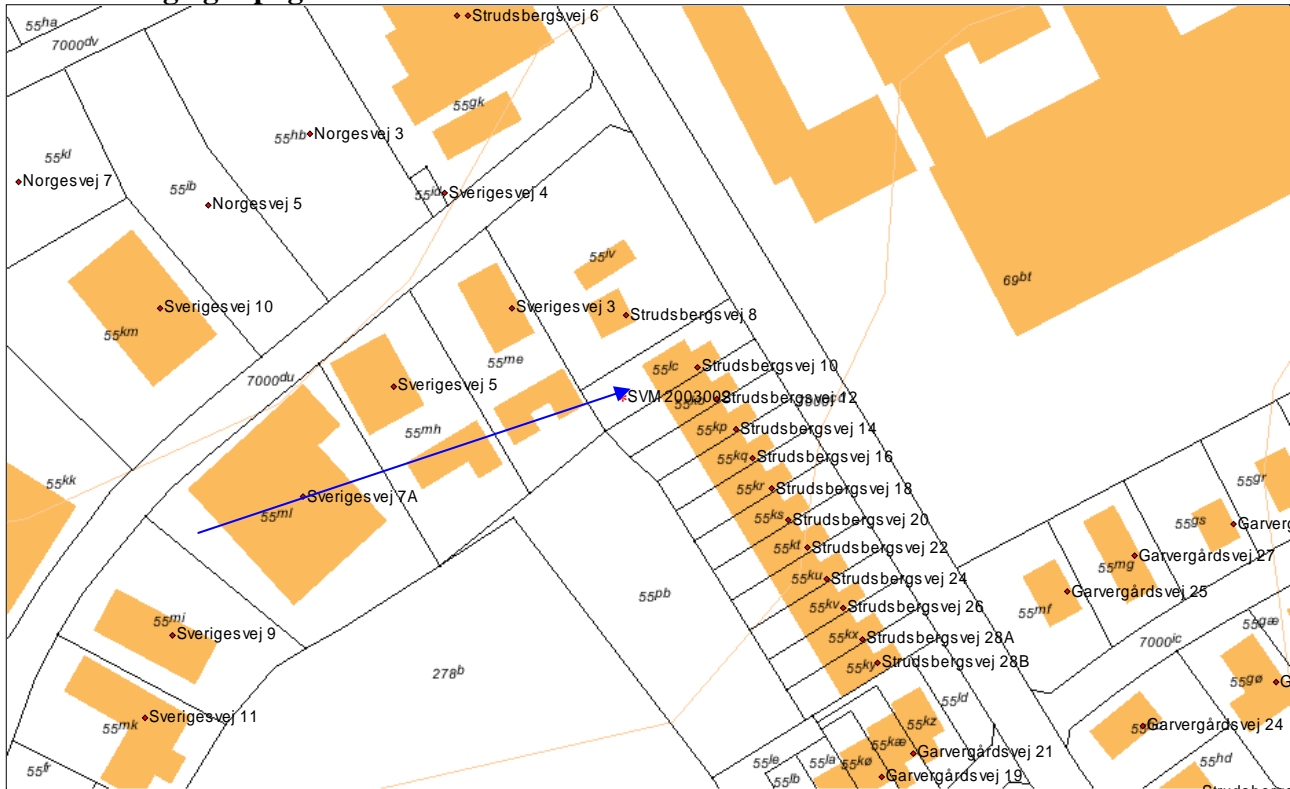 Strudsbergsvej 6
55ha
7000dv
55gk
55hb
Norgesvej 3
55kl
Norgesvej 7
55ib
Norgesvej 5
55id
Sverigesvej 4
55lv
69bt
Sverigesvej 10
Sverigesvej 3
Strudsbergsvej 8
55km
55me
55lc
Strudsbergsvej 10
7000du
Sverigesvej 5
SVM2003002
Strudsbergsvej 12
55mh
55kp
Strudsbergsvej 14
55kq
Strudsbergsvej 16
55kk
Sverigesvej 7A
55ml
55kr
Strudsbergsvej 18
55gr
55ks
Strudsbergsvej 20
55gs
55kt
Strudsbergsvej 22
55mg
Garvergårdsvej 27
55ku
Strudsbergsvej 24
Garvergårdsvej 25
55pb
55mf
55kv
Strudsbergsvej 26
55mi
Sverigesvej 9
55kx
Strudsbergsvej 28A
55gæ
7000ic
55ky
Strudsbergsvej 28B
278b
55gø
55ld
Sverigesvej 11
55mk
55kz
Garvergårdsvej 24
55kæ
Garvergårdsvej 21
55le
55la
55hd
55fr
55lb
55kø
Garvergårdsvej 19